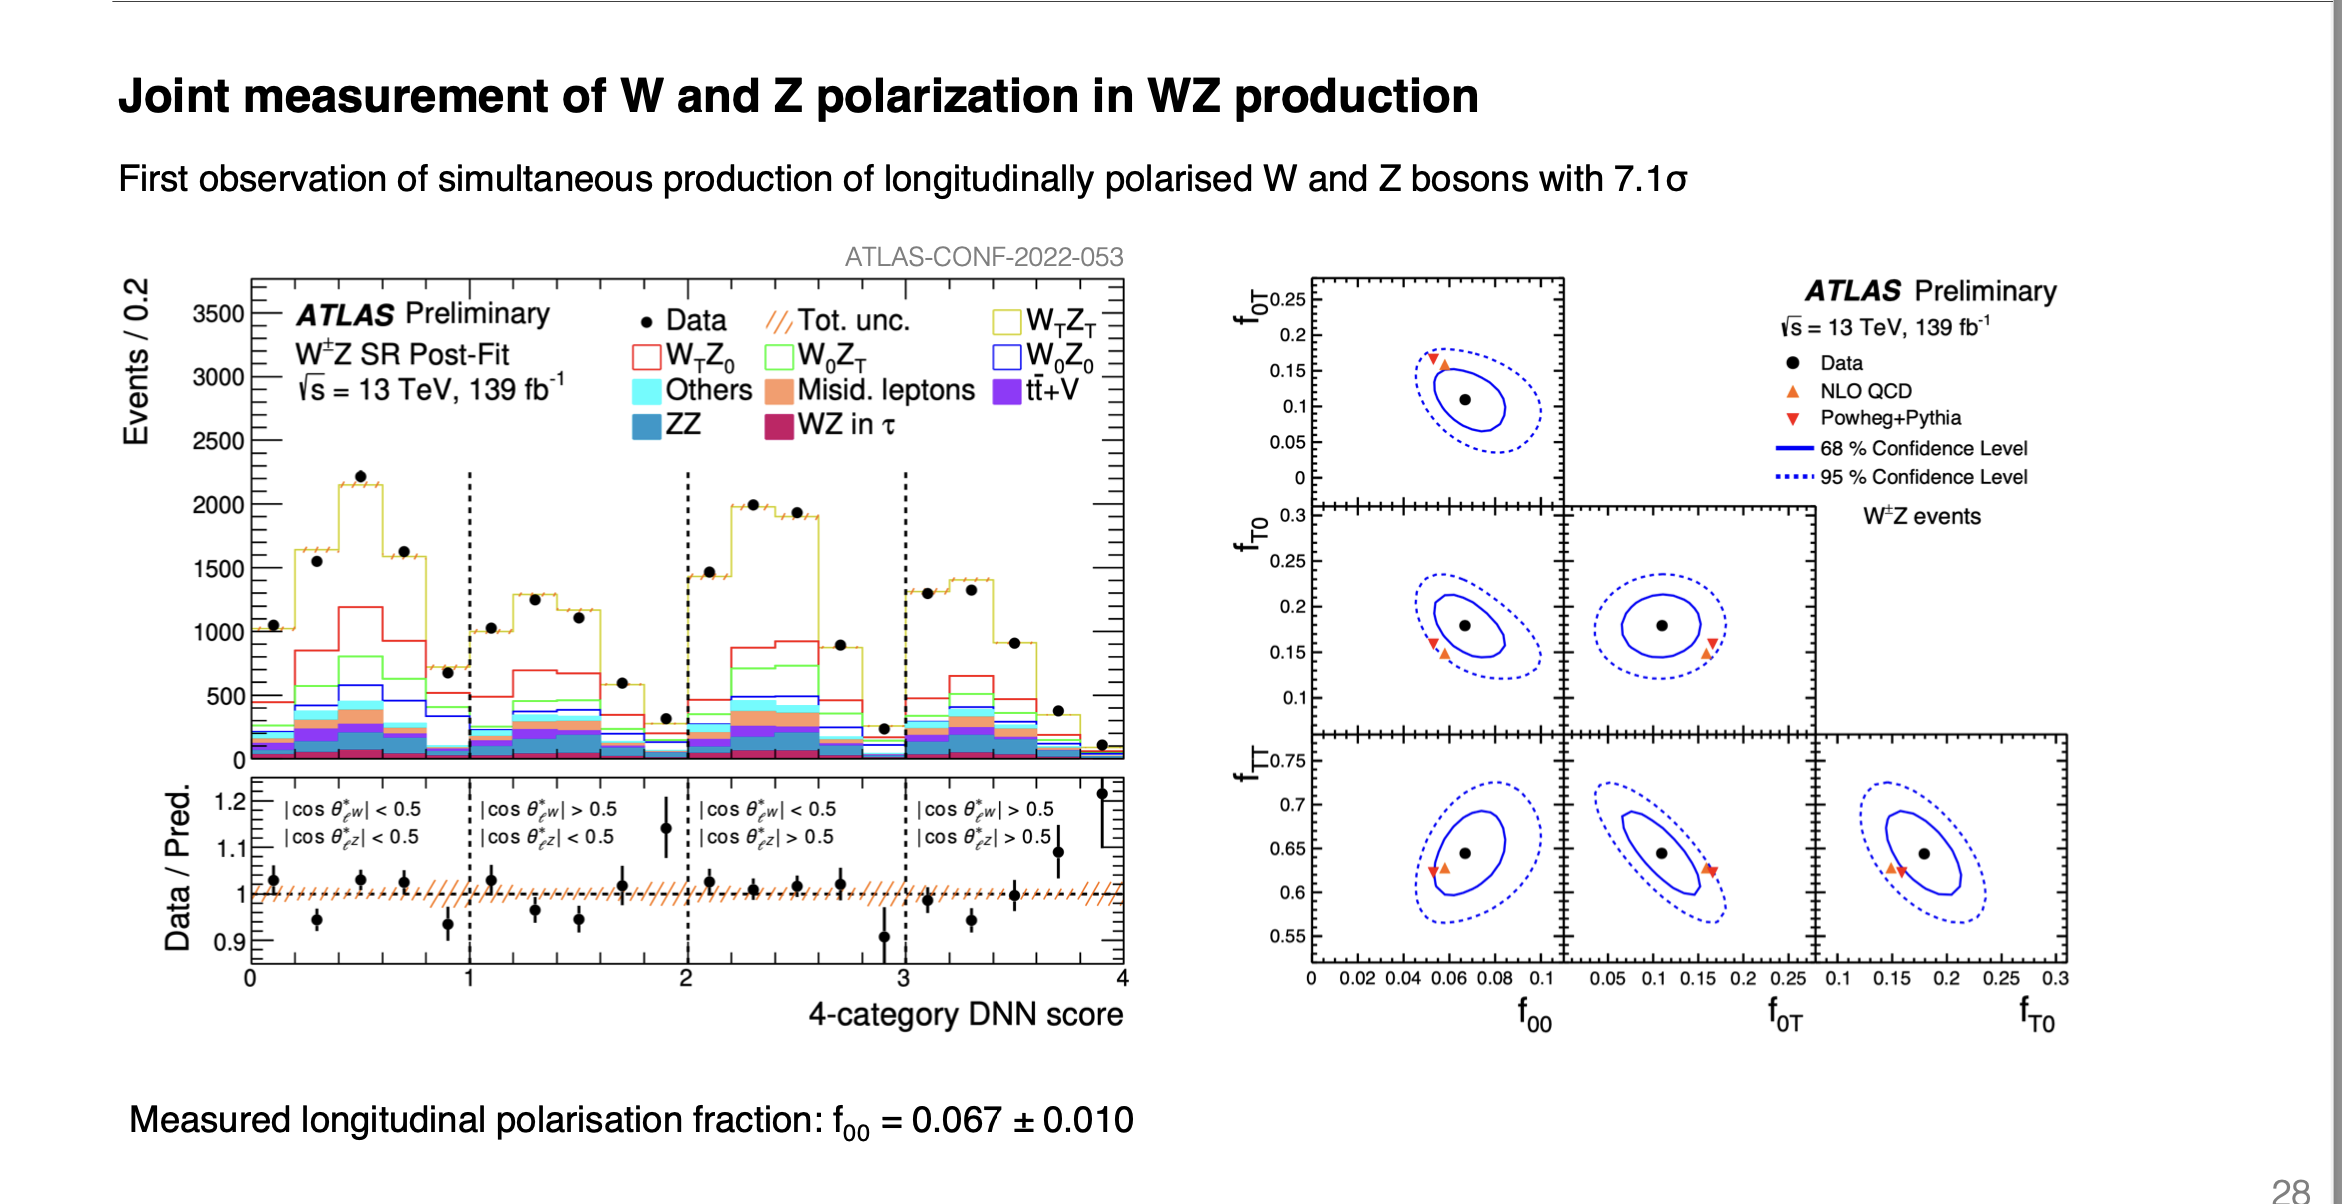 Joint measurement of W and Z polarization in WZ production
First observation of simultaneous production of longitudinally polarised W and Z bosons with 7.1σ
ATLAS-CONF-2022-053
Events / 0.2
3500
3000
2500
2000
1500
1000
500
0
ATLAS Preliminary
W±Z SR Post-Fit
√s = 13 TeV, 139 fb-1
Data
Tot. unc.
WTZT
WTZ0
W0ZT
W0Z0
Others
Misid. leptons
tt̄+V
ZZ
WZ in τ
Data / Pred.
1.2
1.1
1
0.9
|cos θ*ℓW| < 0.5
|cos θ*ℓZ| < 0.5
|cos θ*ℓW| > 0.5
|cos θ*ℓZ| < 0.5
|cos θ*ℓW| < 0.5
|cos θ*ℓZ| > 0.5
|cos θ*ℓW| > 0.5
|cos θ*ℓZ| > 0.5
0 1 2 3 4
4-category DNN score
f0T
0.25
0.2
0.15
0.1
0.05
0
ATLAS Preliminary
√s = 13 TeV, 139 fb-1
Data
NLO QCD
Powheg+Pythia
68 % Confidence Level
95 % Confidence Level
W±Z events
fT0
0.3
0.25
0.2
0.15
0.1
fTT
0.75
0.7
0.65
0.6
0.55
0 0.02 0.04 0.06 0.08 0.1
0.05 0.1 0.15 0.2 0.25
0.1 0.15 0.2 0.25 0.3
f00
f0T
fT0
Measured longitudinal polarisation fraction: f00 = 0.067 ± 0.010
28